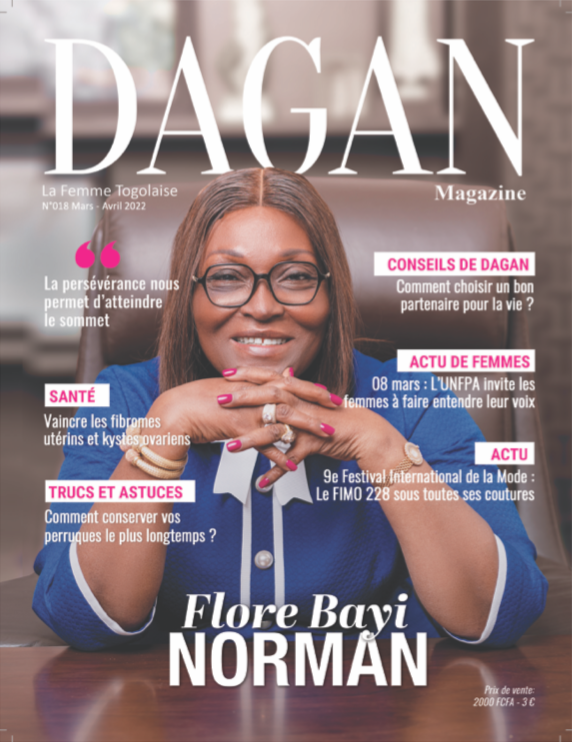 DAGAN
La Femme Togolaise
Magazine
N°018 Mars - Avril 2022
La persévérance nous
permet d'atteindre
le sommet
CONSEILS DE DAGAN
Comment choisir un bon
partenaire pour la vie ?
ACTU DE FEMMES
08 mars : L'UNFPA invite les
femmes à faire entendre leur voix
SANTÉ
Vaincre les fibromes
utérins et kystes ovariens
ACTU
9e Festival International de la Mode :
Le FIMO 228 sous toutes ses coutures
TRUCS ET ASTUCES
Comment conserver vos
perruques le plus longtemps ?
Flore Bayi
NORMAN
Prix de vente:
2000 FCFA - 3 €